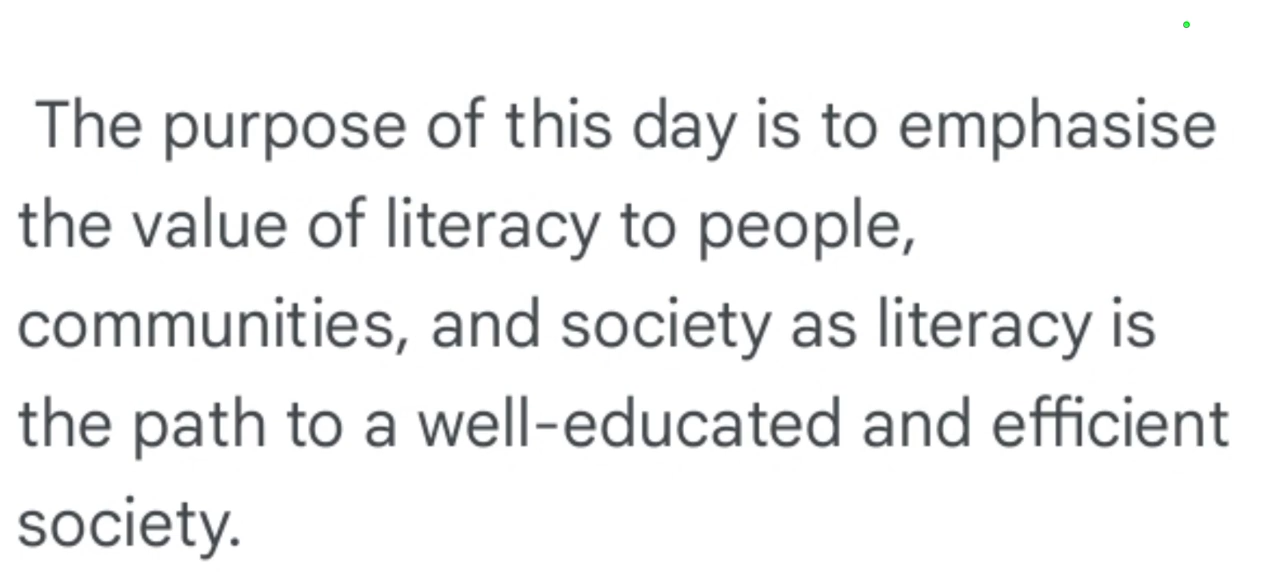 The purpose of this day is to emphasise
the value of literacy to people,
communities, and society as literacy is
the path to a well-educated and efficient
society.